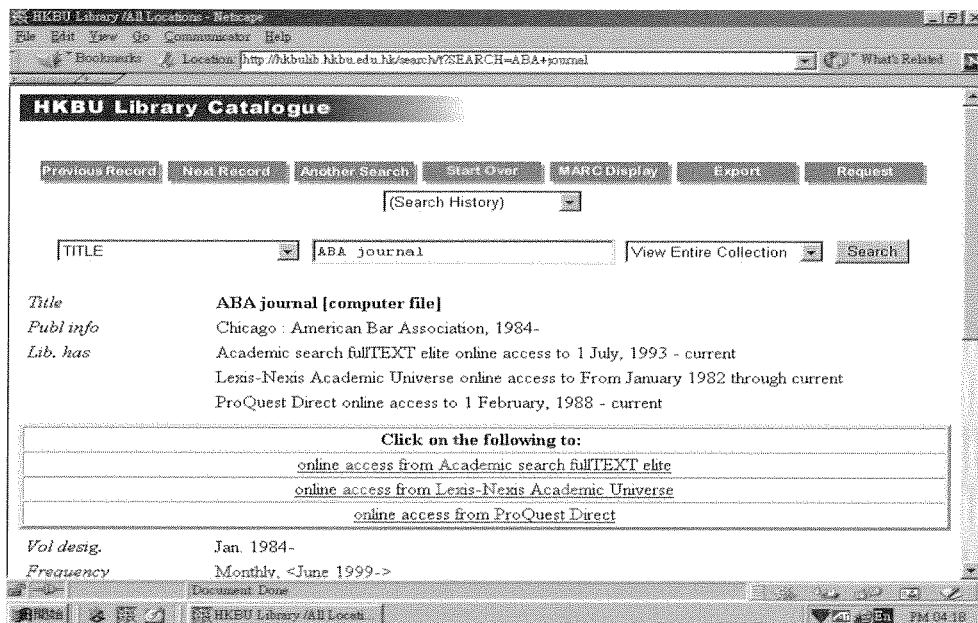 HKBU Library /All Locations - Netscape
File Edit View Go Communicator Help
Bookmarks Location: http://hkbulib.hkbu.edu.hk/search/t?SEARCH=ABA+journal What's Related
HKBU Library Catalogue
Previous Record Next Record Another Search Start Over MARC Display Export Request
(Search History)
TITLE ABA journal View Entire Collection Search
Title ABA journal [computer file]
Publ info Chicago : American Bar Association, 1984-
Lib. has Academic search fullTEXT elite online access to 1 July, 1993 - current
Lexis-Nexis Academic Universe online access to From January 1982 through current
ProQuest Direct online access to 1 February, 1988 - current
Click on the following to:
online access from Academic search fullTEXT elite
online access from Lexis-Nexis Academic Universe
online access from ProQuest Direct
Vol desig. Jan. 1984-
Frequency Monthly, <June 1999->
Document: Done
HKBU Library /All Locati... En PM 04:18